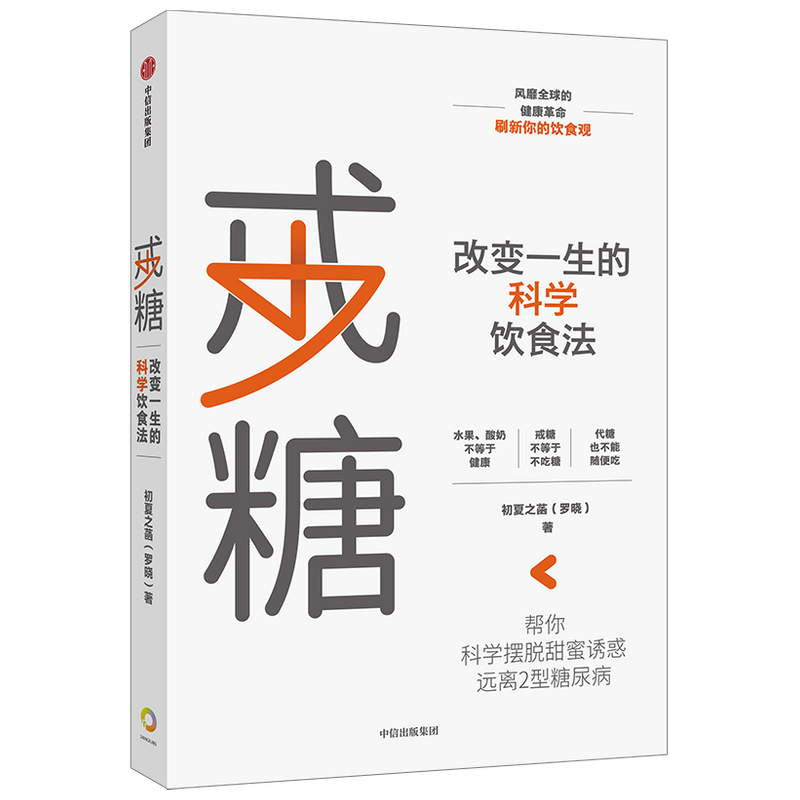 中信出版集团
戒糖
改变一生的
科学饮食法
初夏之菡（罗晓）著
风靡全球的
健康革命
刷新你的饮食观
戒
糖
改变一生的
科学
饮食法
水果、酸奶
不等于
健康
戒糖
不等于
不吃糖
代糖
也不能
随便吃
初夏之菡（罗晓）
著
帮你
科学摆脱甜蜜诱惑
远离2型糖尿病
中信出版集团